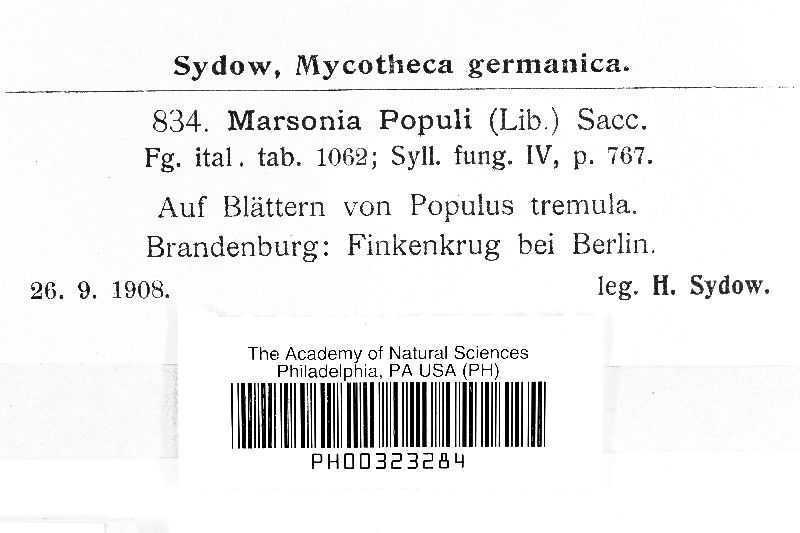 Sydow, Mycotheca germanica.
834. Marsonia Populi (Lib.) Sacc.
Fg. ital. tab. 1062; Syll. fung. IV, p. 767.
Auf Blättern von Populus tremula.
Brandenburg: Finkenkrug bei Berlin.
26. 9. 1908. leg. H. Sydow.
The Academy of Natural Sciences
Philadelphia, PA USA (PH)
PH00323284